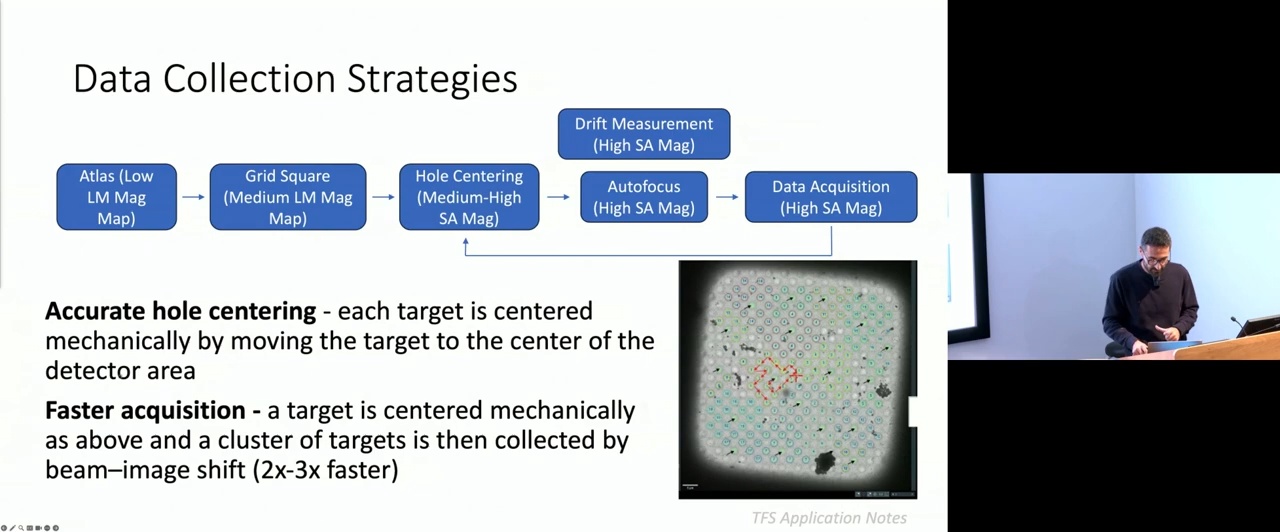 Data Collection Strategies
Drift Measurement
(High SA Mag)
Atlas (Low
LM Mag
Map)
Grid Square
(Medium LM Mag
Map)
Hole Centering
(Medium-High
SA Mag)
Autofocus
(High SA Mag)
Data Acquisition
(High SA Mag)
Accurate hole centering - each target is centered
mechanically by moving the target to the center of the
detector area
Faster acquisition - a target is centered mechanically
as above and a cluster of targets is then collected by
beam–image shift (2x-3x faster)
TFS Application Notes